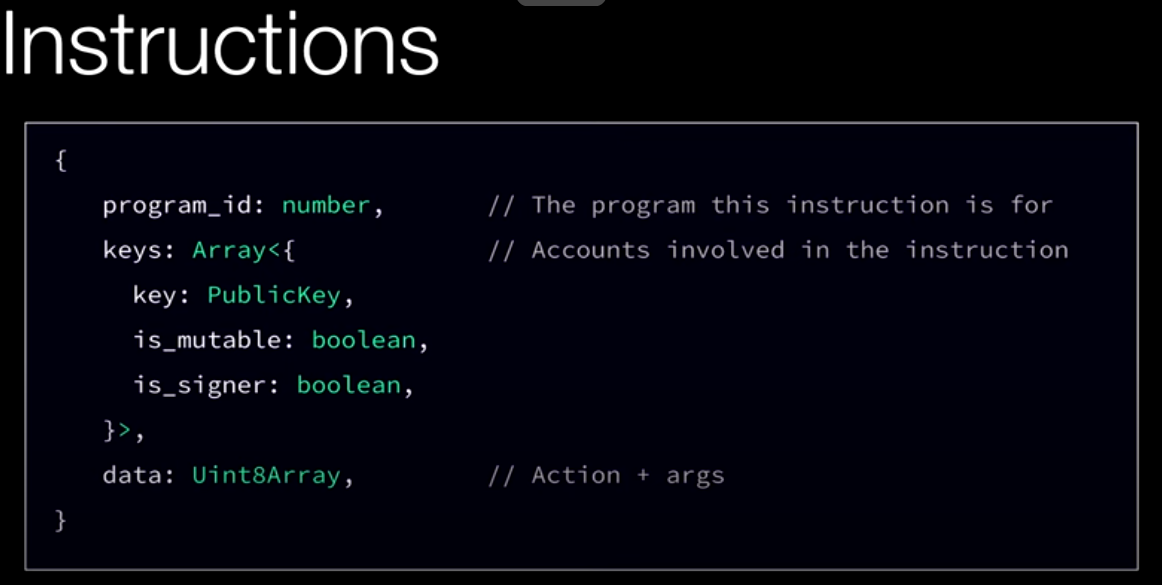 Instructions
{
program_id: number, // The program this instruction is for
keys: Array<{ // Accounts involved in the instruction
key: PublicKey,
is_mutable: boolean,
is_signer: boolean,
}>,
data: Uint8Array, // Action + args
}